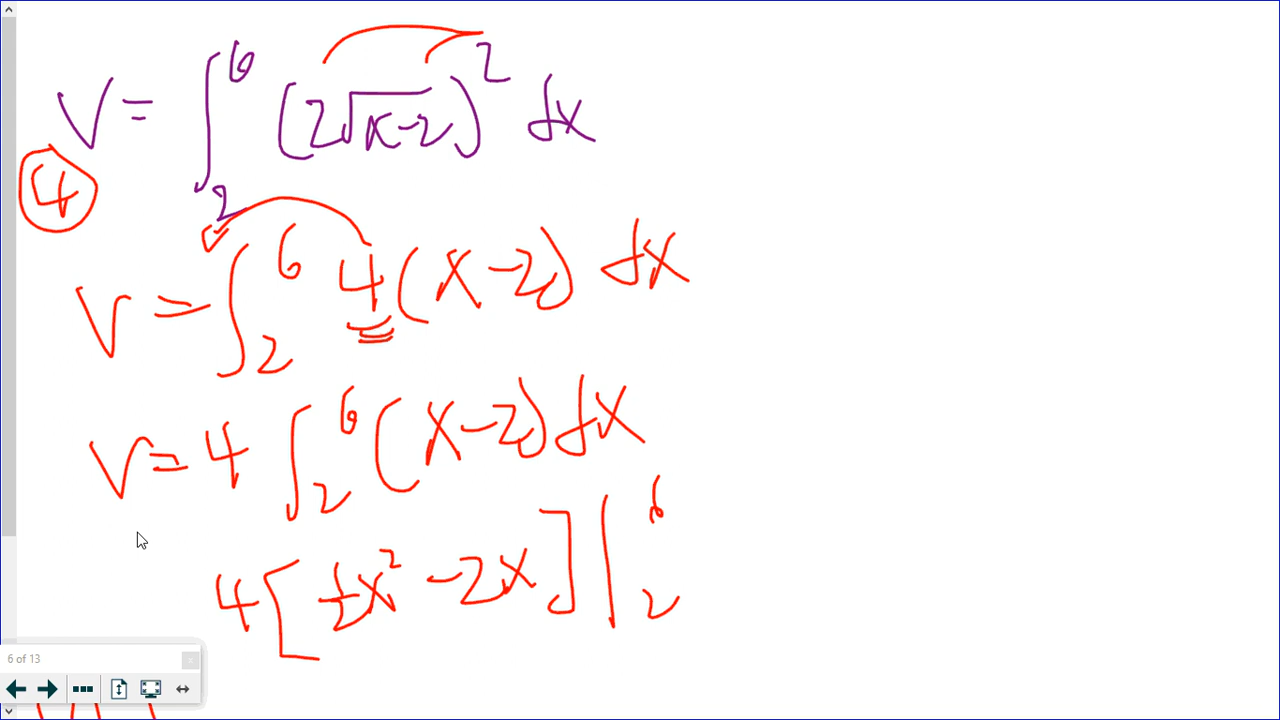 V = ∫₂⁶ (2√(x-2))² dx
④
V = ∫₂⁶ 4(x-2) dx
V = 4 ∫₂⁶ (x-2) dx
4[½x² - 2x]|₂⁶
6 of 13